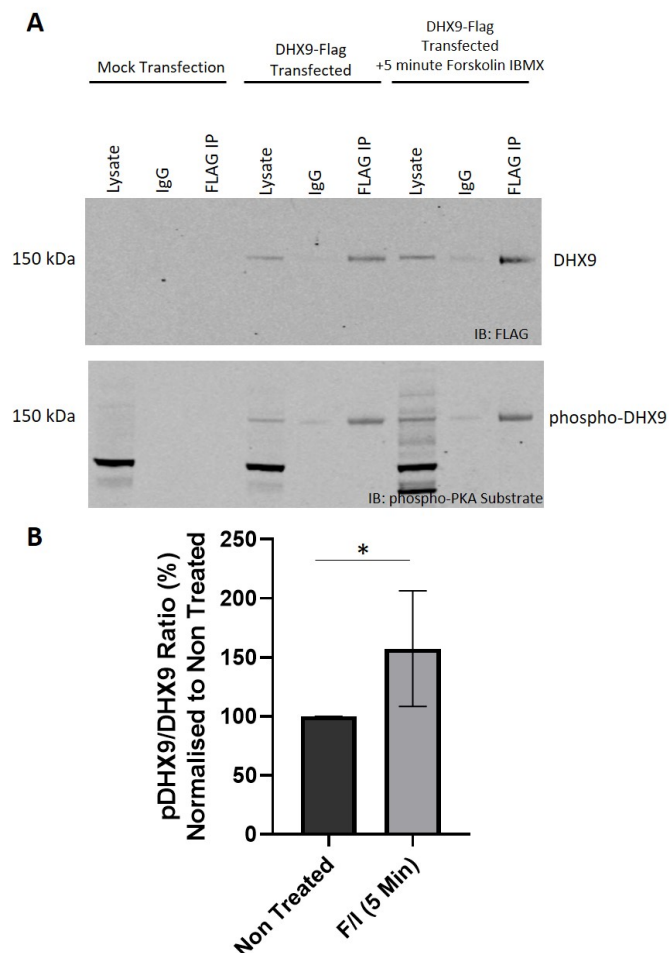 A
Mock Transfection
DHX9-Flag
Transfected
DHX9-Flag
Transfected
+5 minute Forskolin IBMX
Lysate
IgG
FLAG IP
Lysate
IgG
FLAG IP
Lysate
IgG
FLAG IP
150 kDa
DHX9
IB: FLAG
150 kDa
phospho-DHX9
IB: phospho-PKA Substrate
B
pDHX9/DHX9 Ratio (%)
Normalised to Non Treated
250
200
150
100
50
0
*
Non Treated
F/I (5 Min)